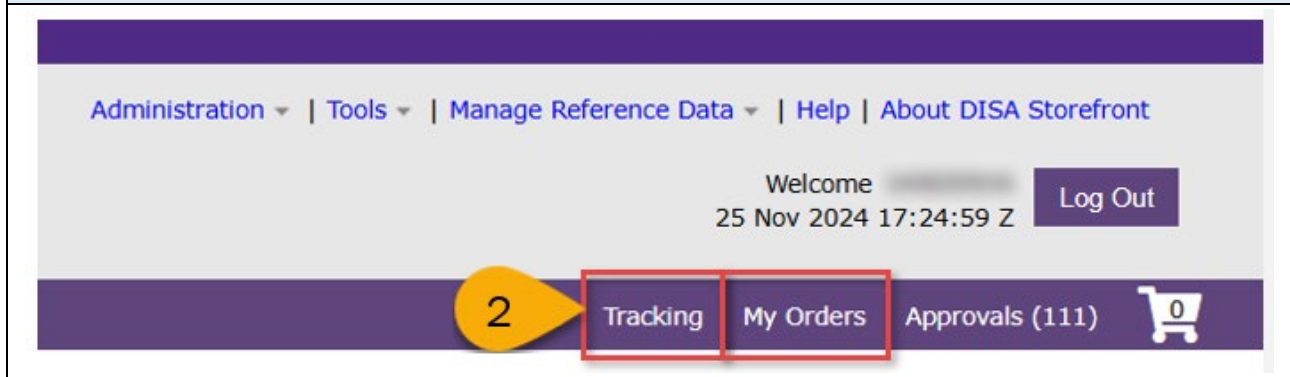 Administration | Tools | Manage Reference Data | Help | About DISA Storefront
Welcome
25 Nov 2024 17:24:59 Z
Log Out
2
Tracking My Orders Approvals (111) 0